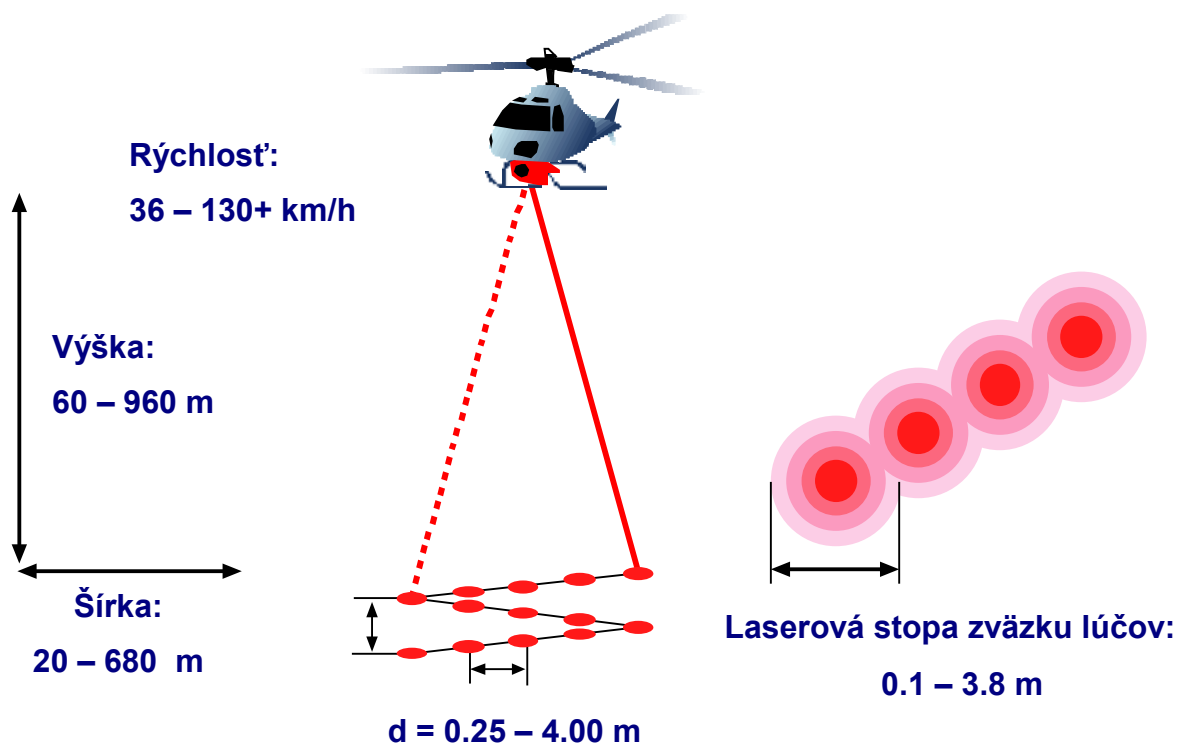 Rýchlosť:
36 – 130+ km/h
Výška:
60 – 960 m
Šírka:
20 – 680 m
d = 0.25 – 4.00 m
Laserová stopa zväzku lúčov:
0.1 – 3.8 m